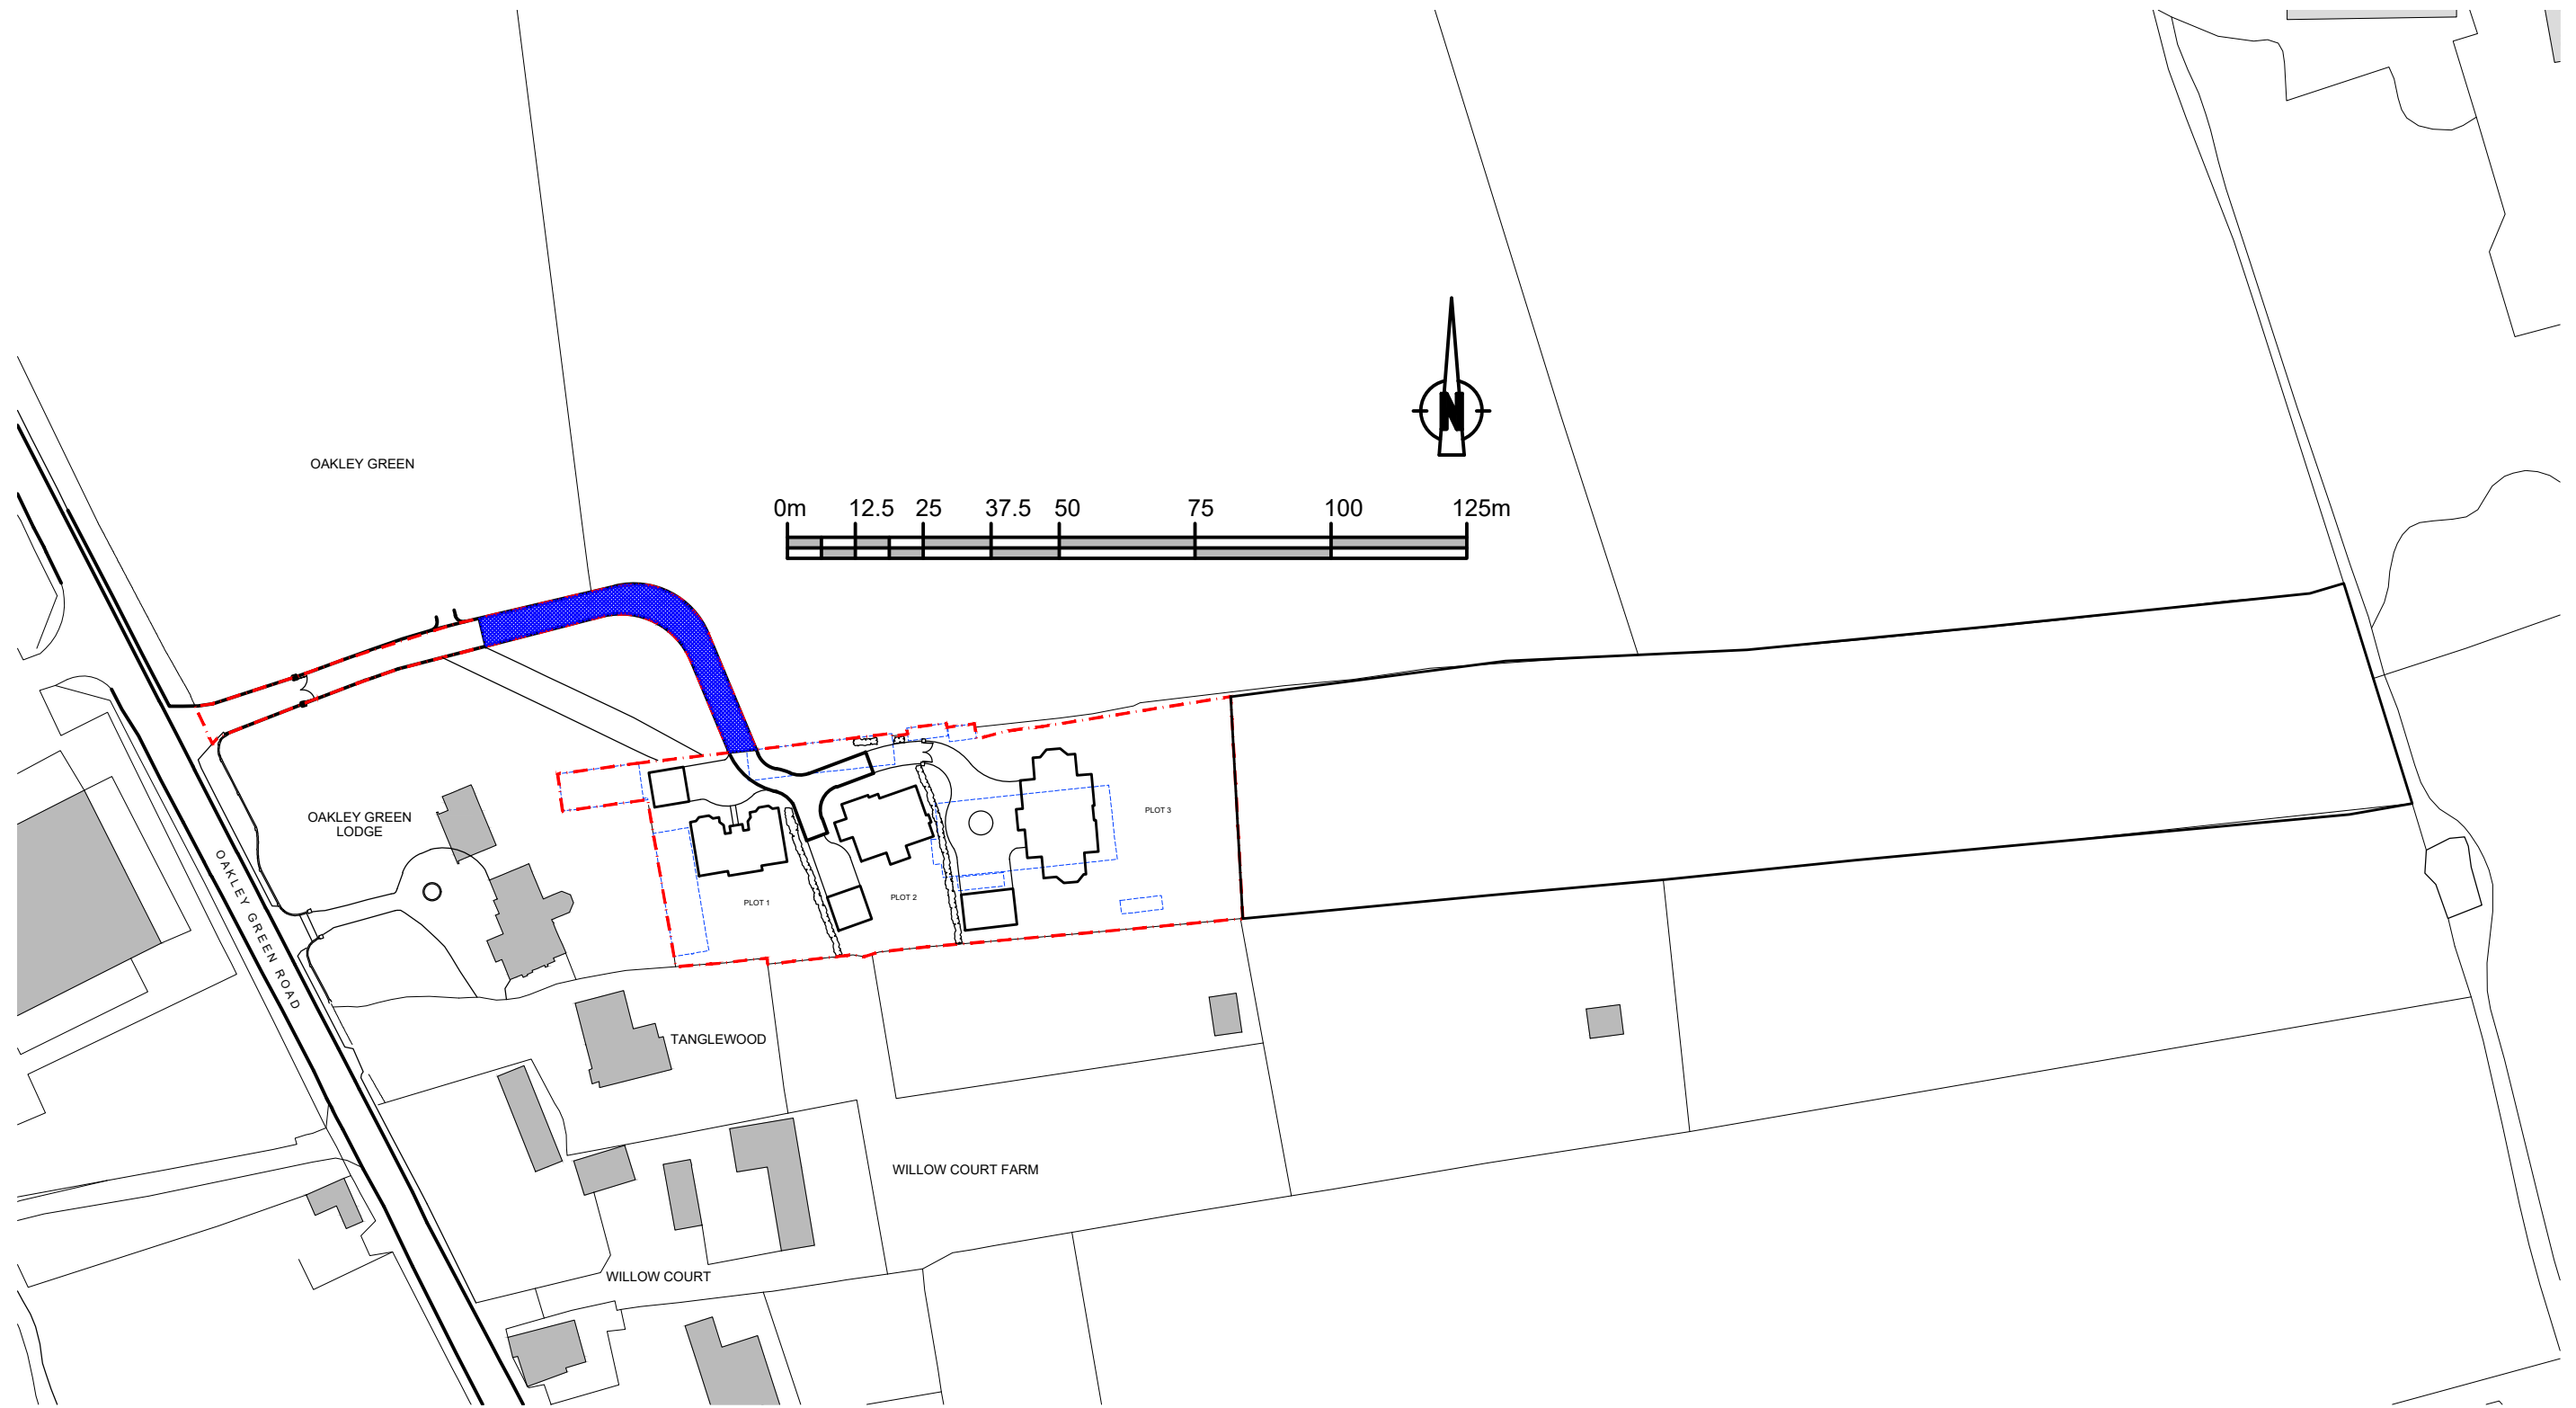 N
OAKLEY GREEN
0m 12.5 25 37.5 50 75 100 125m
OAKLEY GREEN
LODGE
PLOT 3
PLOT 1
PLOT 2
OAKLEY GREEN ROAD
TANGLEWOOD
WILLOW COURT FARM
WILLOW COURT